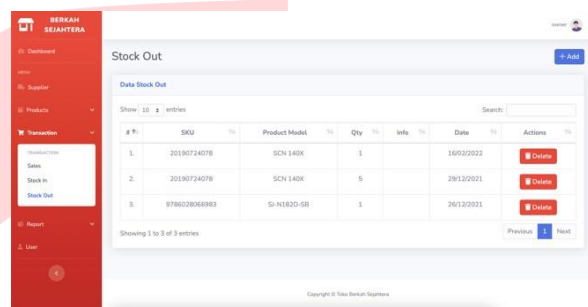 BERKAH
SEJAHTERA
owner
Dashboard
MENU
Supplier
Products
Transaction
TRANSACTION
Sales
Stock In
Stock Out
Report
User
Stock Out
+ Add
Data Stock Out
Show 10 entries
Search:
# SKU Product Model Qty Info Date Actions
1. 20190724078 SCN 140X 1 16/02/2022 Delete
2. 20190724078 SCN 140X 5 29/12/2021 Delete
3. 9786028066983 SJ-N182D-SB 1 26/12/2021 Delete
Showing 1 to 3 of 3 entries
Previous 1 Next
Copyright © Toko Berkah Sejahtera